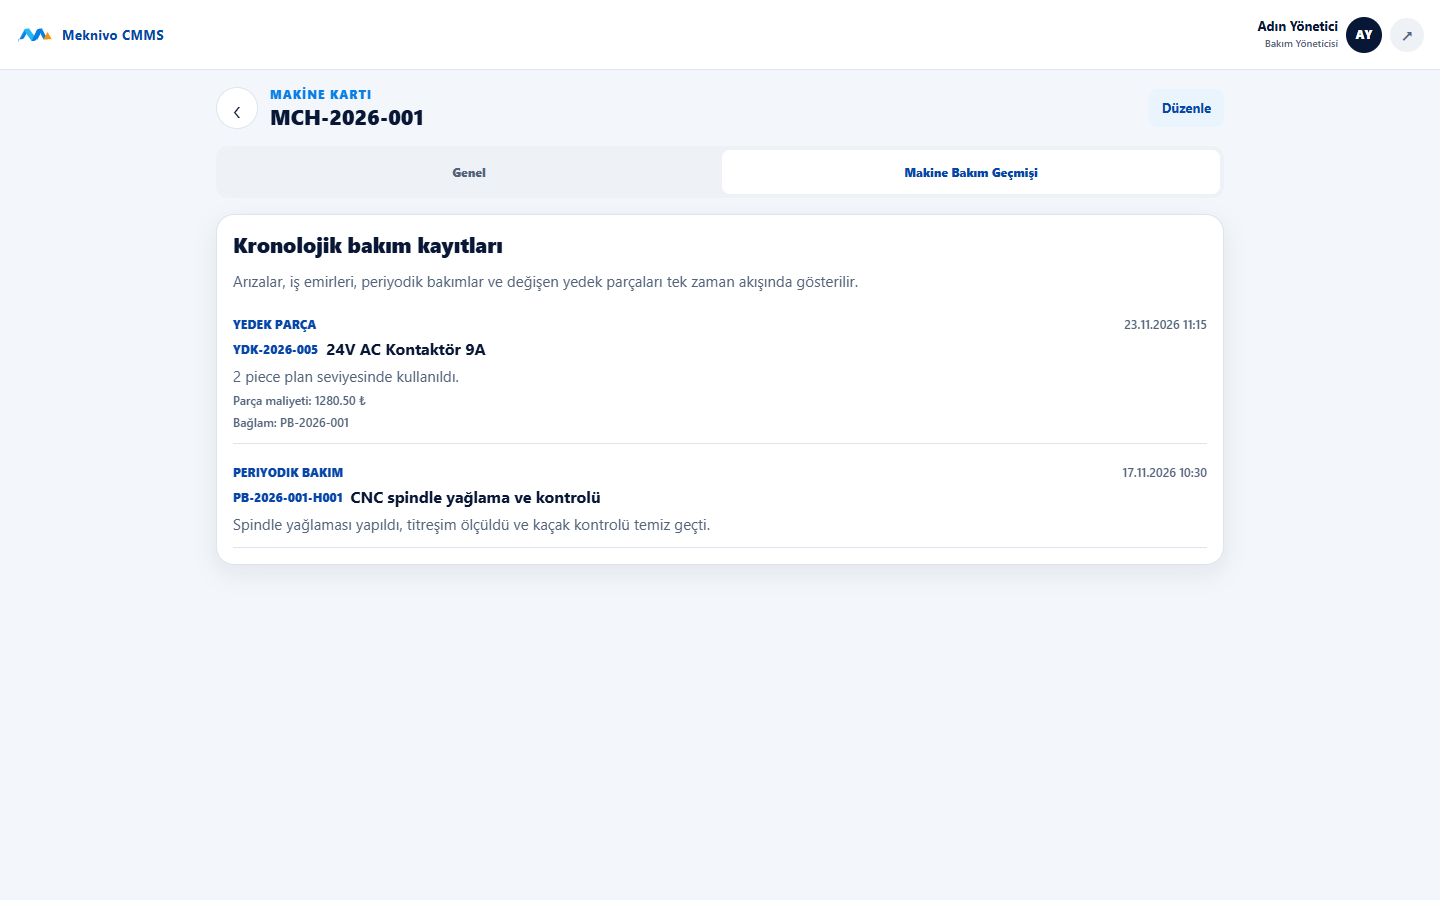 Meknivo CMMS
Adın Yönetici
Bakım Yöneticisi
AY
MAKİNE KARTI
MCH-2026-001
Düzenle
Genel
Makine Bakım Geçmişi
Kronolojik bakım kayıtları
Arızalar, iş emirleri, periyodik bakımlar ve değişen yedek parçaları tek zaman akışında gösterilir.
YEDEK PARÇA
23.11.2026 11:15
YDK-2026-005 24V AC Kontaktör 9A
2 piece plan seviyesinde kullanıldı.
Parça maliyeti: 1280.50 ₺
Bağlam: PB-2026-001
PERIYODIK BAKIM
17.11.2026 10:30
PB-2026-001-H001 CNC spindle yağlama ve kontrolü
Spindle yağlaması yapıldı, titreşim ölçüldü ve kaçak kontrolü temiz geçti.